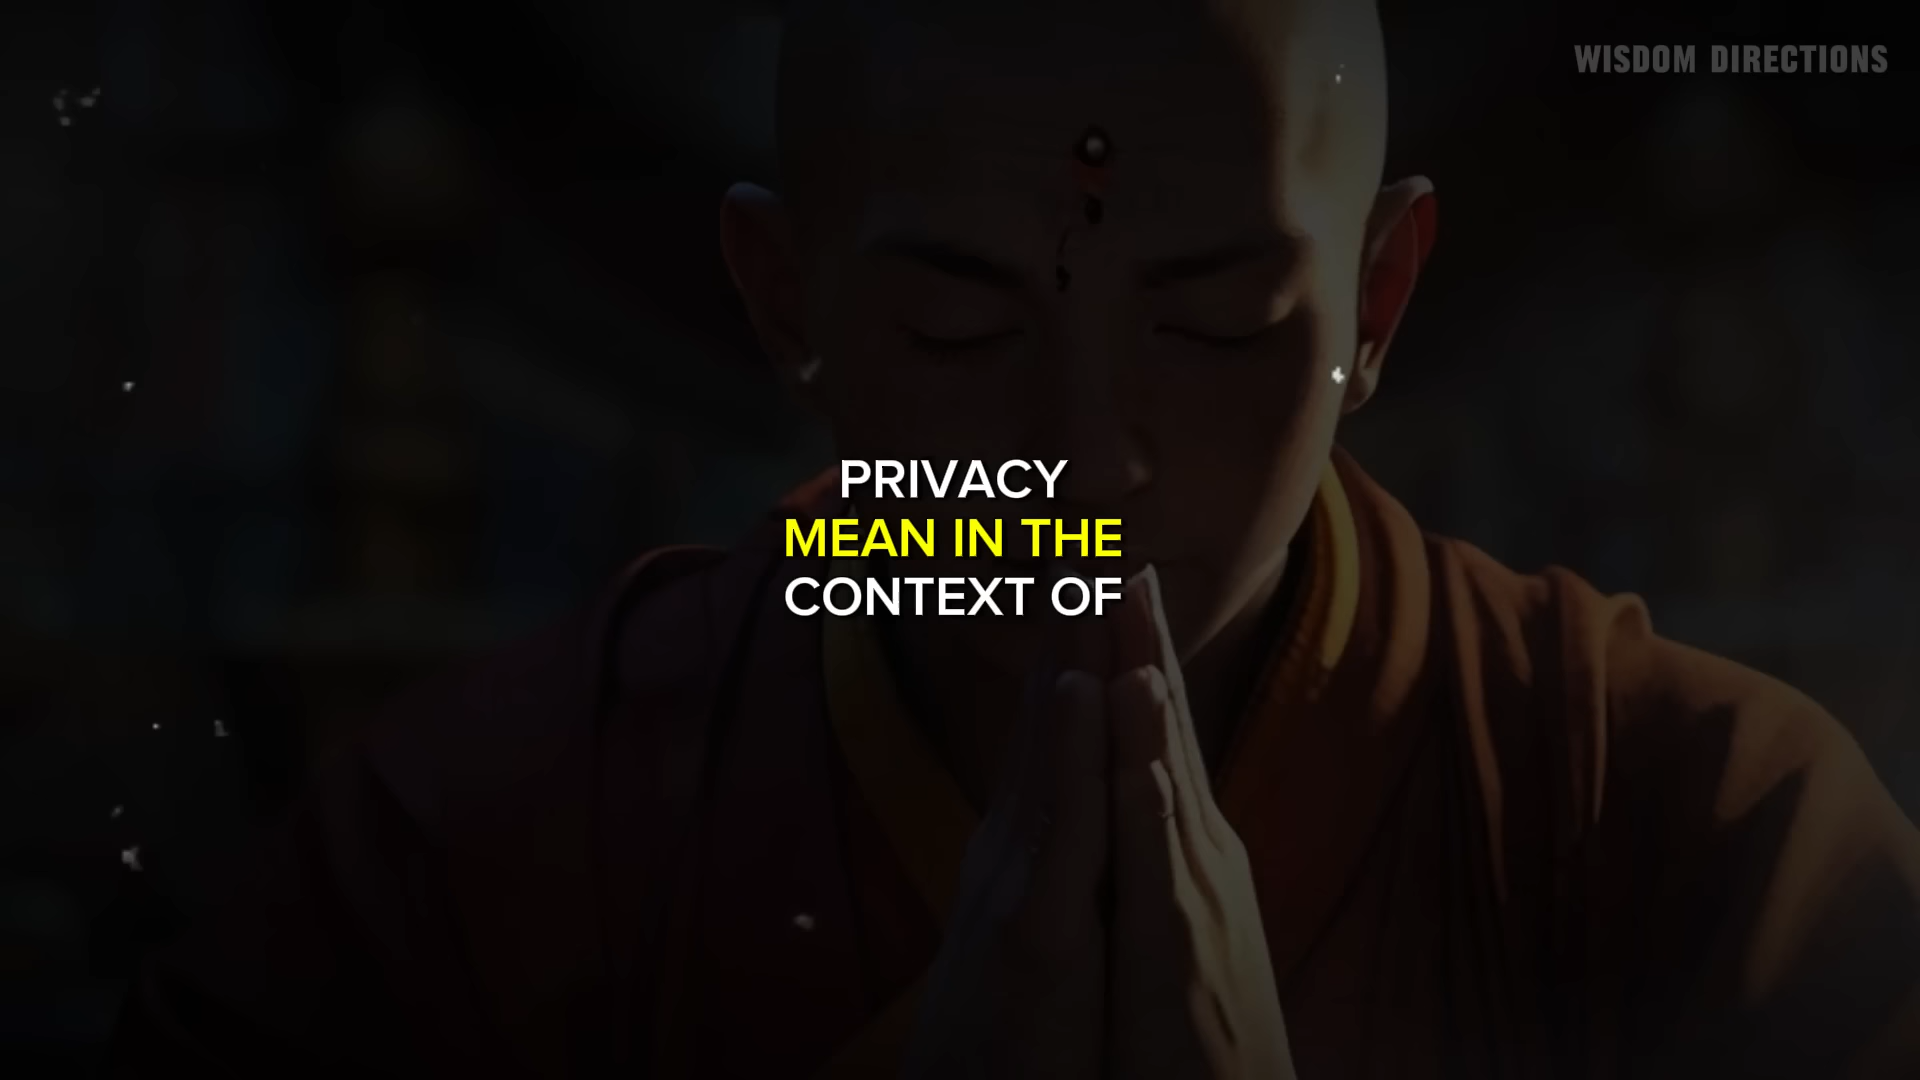 WISDOM DIRECTIONS
PRIVACY
MEAN IN THE
CONTEXT OF